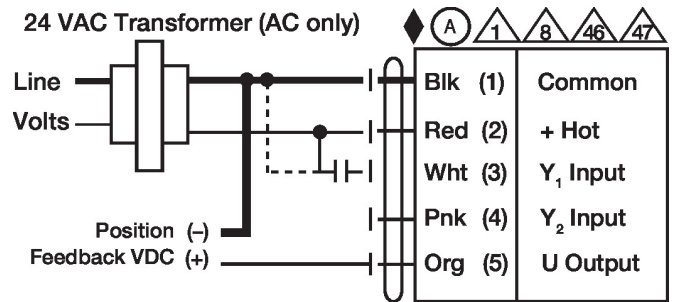 24 VAC Transformer (AC only)
A 1 8 46 47
Line
Volts
Blk (1) Common
Red (2) + Hot
Wht (3) Y1 Input
Pnk (4) Y2 Input
Position (–)
Feedback VDC (+)
Org (5) U Output